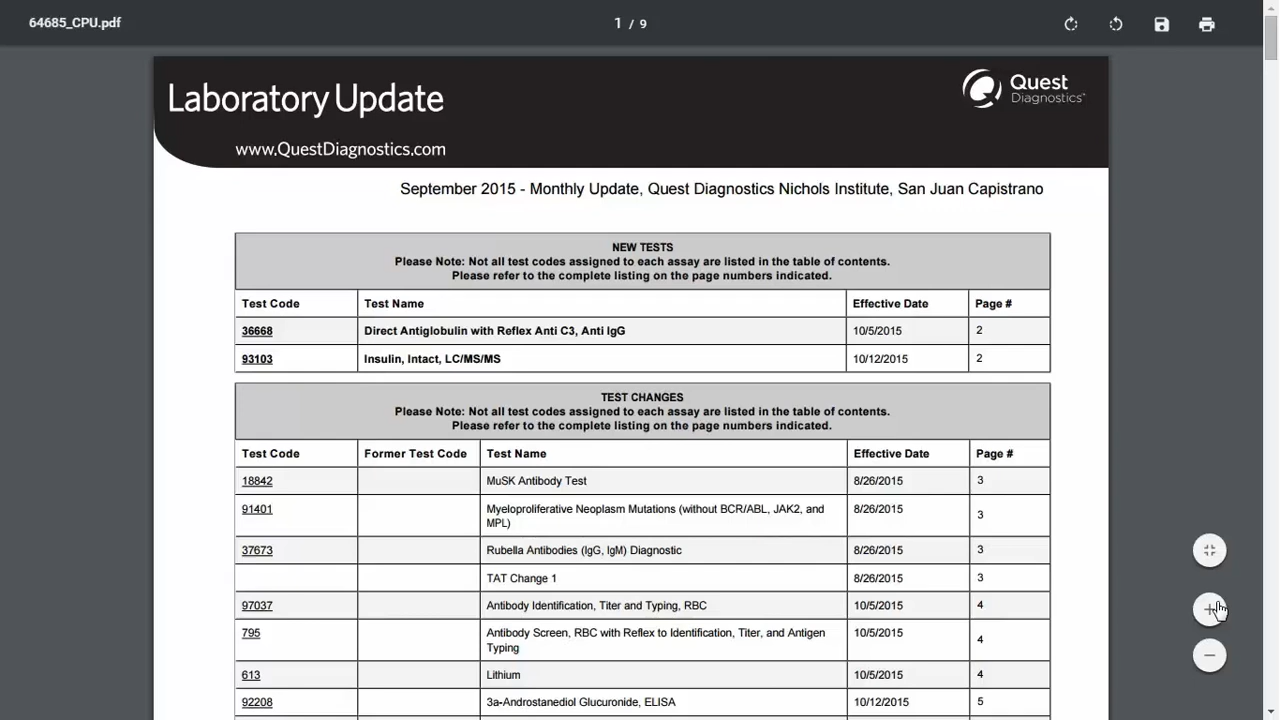 64685_CPU.pdf
1 / 9
Laboratory Update
Quest
Diagnostics™
www.QuestDiagnostics.com
September 2015 - Monthly Update, Quest Diagnostics Nichols Institute, San Juan Capistrano
NEW TESTS
Please Note: Not all test codes assigned to each assay are listed in the table of contents.
Please refer to the complete listing on the page numbers indicated.
Test Code Test Name Effective Date Page #
36668 Direct Antiglobulin with Reflex Anti C3, Anti IgG 10/5/2015 2
93103 Insulin, Intact, LC/MS/MS 10/12/2015 2
TEST CHANGES
Please Note: Not all test codes assigned to each assay are listed in the table of contents.
Please refer to the complete listing on the page numbers indicated.
Test Code Former Test Code Test Name Effective Date Page #
18842 MuSK Antibody Test 8/26/2015 3
91401 Myeloproliferative Neoplasm Mutations (without BCR/ABL, JAK2, and
MPL) 8/26/2015 3
37673 Rubella Antibodies (IgG, IgM) Diagnostic 8/26/2015 3
TAT Change 1 8/26/2015 3
97037 Antibody Identification, Titer and Typing, RBC 10/5/2015 4
795 Antibody Screen, RBC with Reflex to Identification, Titer, and Antigen
Typing 10/5/2015 4
613 Lithium 10/5/2015 4
92208 3a-Androstanediol Glucuronide, ELISA 10/12/2015 5